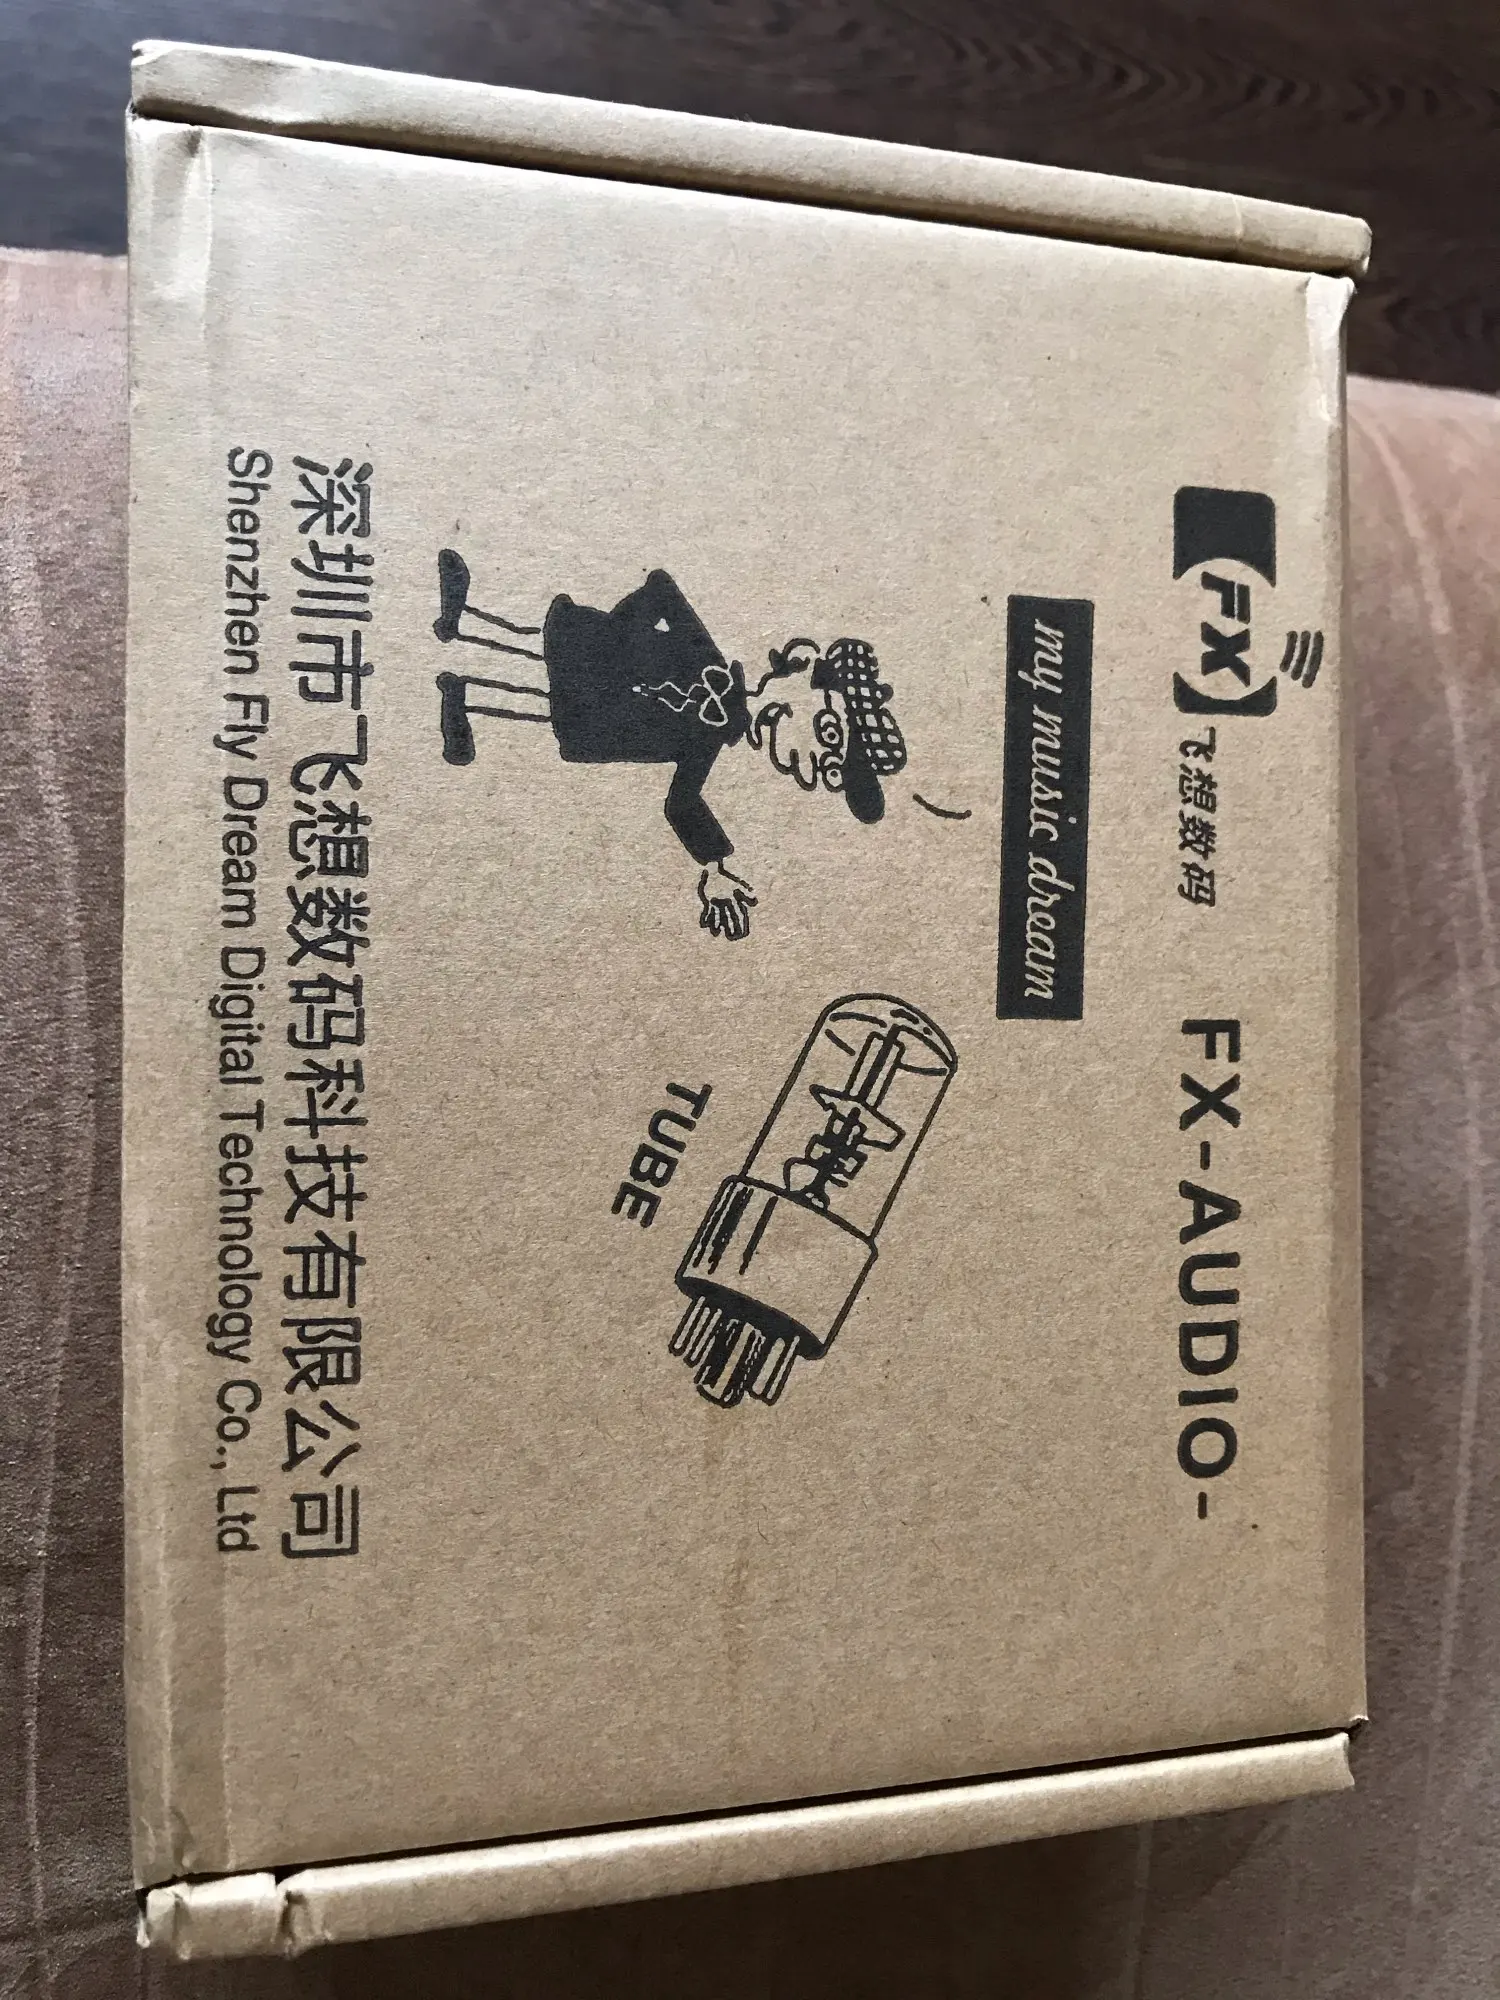 FX 飞想数码 FX-AUDIO-
my music dream
TUBE
深圳市飞想数码科技有限公司
Shenzhen Fly Dream Digital Technology Co., Ltd